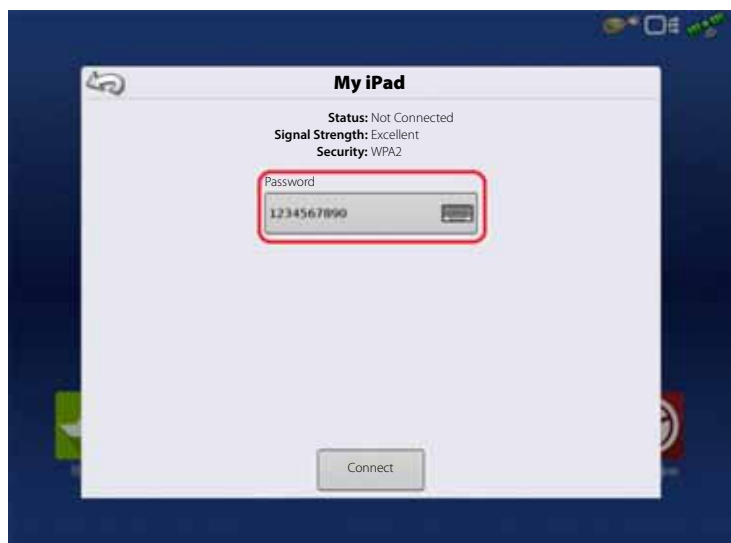 My iPad
Status: Not Connected
Signal Strength: Excellent
Security: WPA2
Password
1234567890
Connect